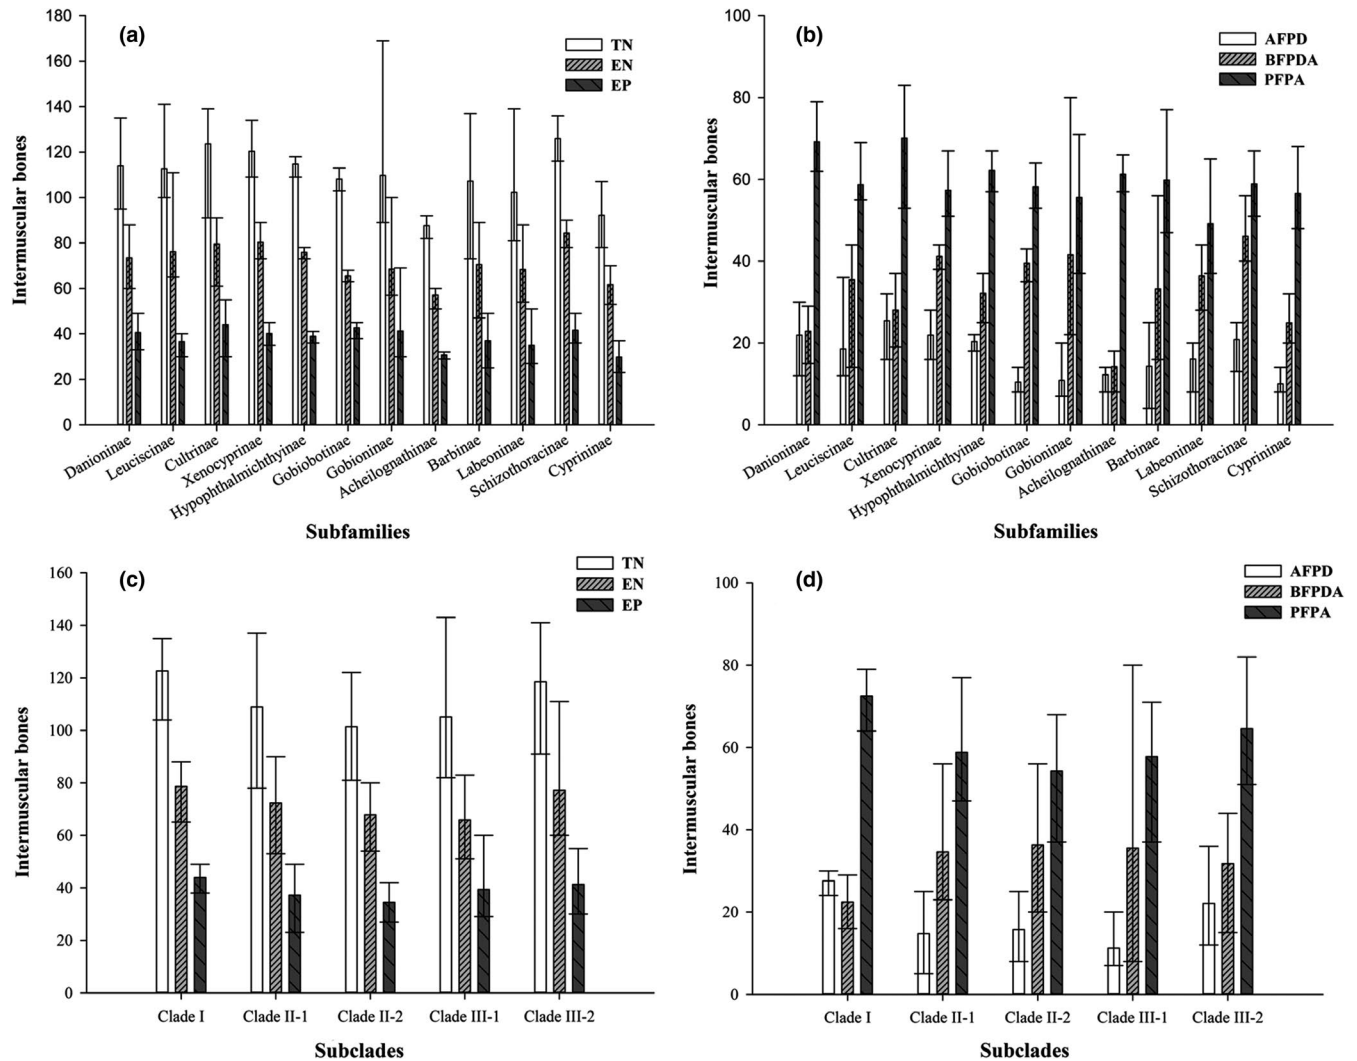 (a)
TN
EN
EP
Intermuscular bones
180
160
140
120
100
80
60
40
20
0
Danioninae
Leuciscinae
Cultrinae
Xenocyprinae
Hypophthalmichthyinae
Gobiobotinae
Gobioninae
Acheilognathinae
Barbinae
Labeoninae
Schizothoracinae
Cyprininae
Subfamilies
(b)
AFPD
BFPDA
PFPA
Intermuscular bones
100
80
60
40
20
0
Danioninae
Leuciscinae
Cultrinae
Xenocyprinae
Hypophthalmichthyinae
Gobiobotinae
Gobioninae
Acheilognathinae
Barbinae
Labeoninae
Schizothoracinae
Cyprininae
Subfamilies
(c)
TN
EN
EP
Intermuscular bones
160
140
120
100
80
60
40
20
0
Clade I
Clade II-1
Clade II-2
Clade III-1
Clade III-2
Subclades
(d)
AFPD
BFPDA
PFPA
Intermuscular bones
100
80
60
40
20
0
Clade I
Clade II-1
Clade II-2
Clade III-1
Clade III-2
Subclades